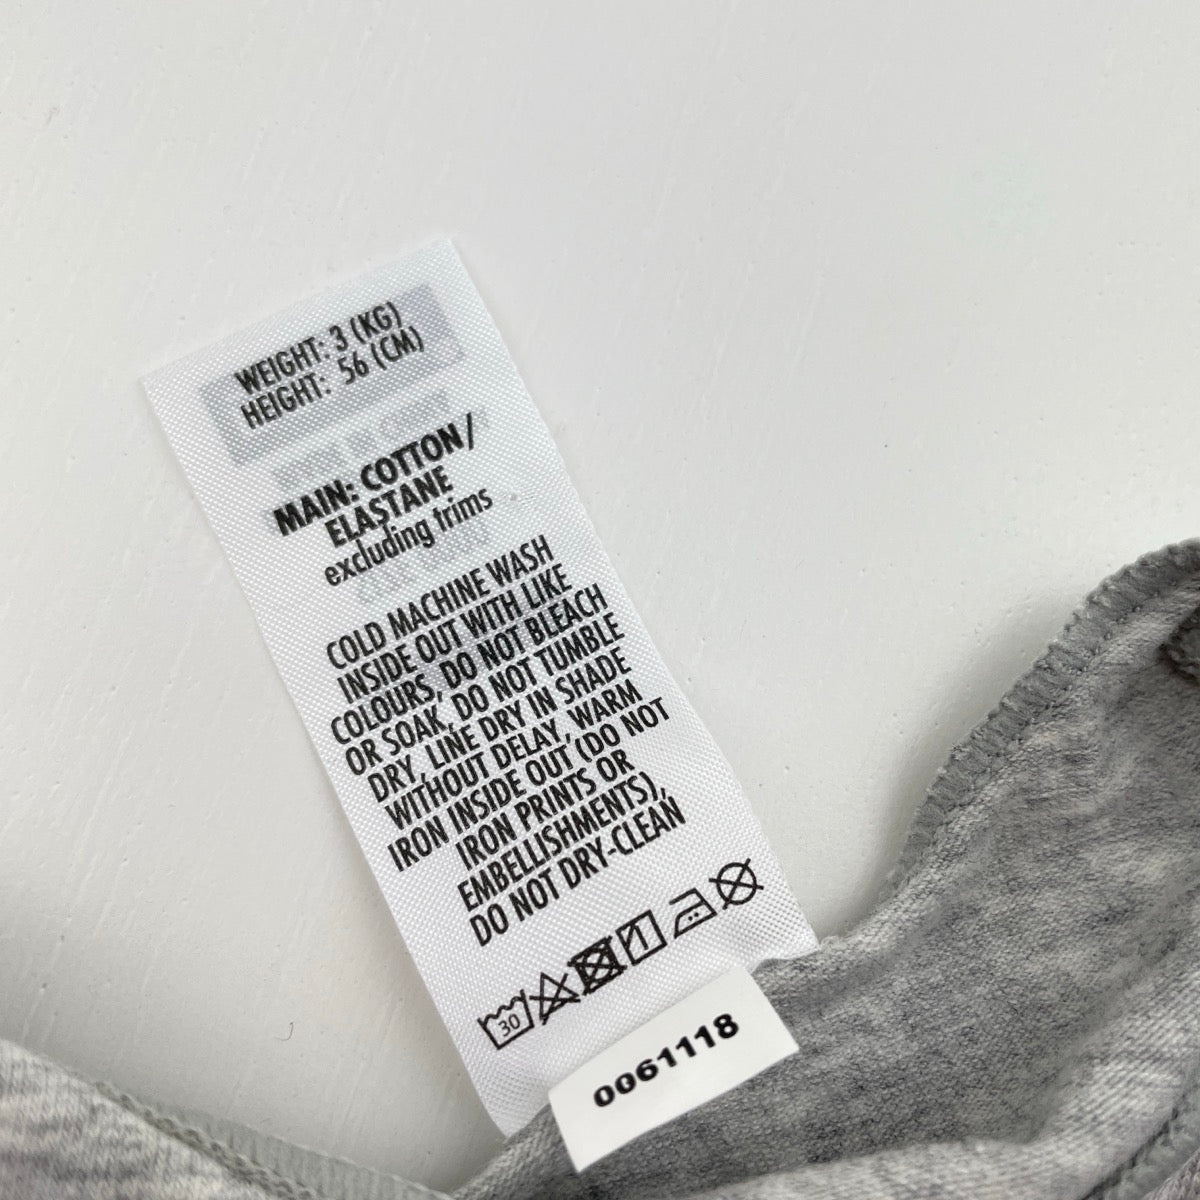 WEIGHT: 3 (KG)
HEIGHT: 56 (CM)
MAIN: COTTON/
ELASTANE
excluding trims
COLD MACHINE WASH
INSIDE OUT WITH LIKE
COLOURS, DO NOT BLEACH
OR SOAK, DO NOT TUMBLE
DRY, LINE DRY IN SHADE
WITHOUT DELAY, WARM
IRON INSIDE OUT (DO NOT
IRON PRINTS OR
EMBELLISHMENTS),
DO NOT DRY-CLEAN
30
0061118